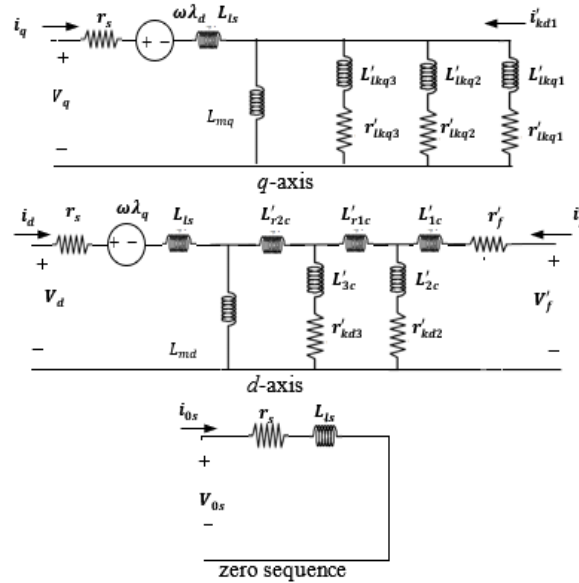 i_q r_s ωλ_d L_ls i'_kd1
+ + −
V_q L_mq L'_lkq3 L'_lkq2 L'_lkq1
− r'_lkq3 r'_lkq2 r'_lkq1
q-axis
i_d r_s ωλ_q L_ls L'_r2c L'_r1c L'_1c r'_f
+ + − +
V_d L_md L'_3c L'_2c V'_f
− r'_kd3 r'_kd2 −
d-axis
i_0s r_s L_ls
+
V_0s
−
zero sequence